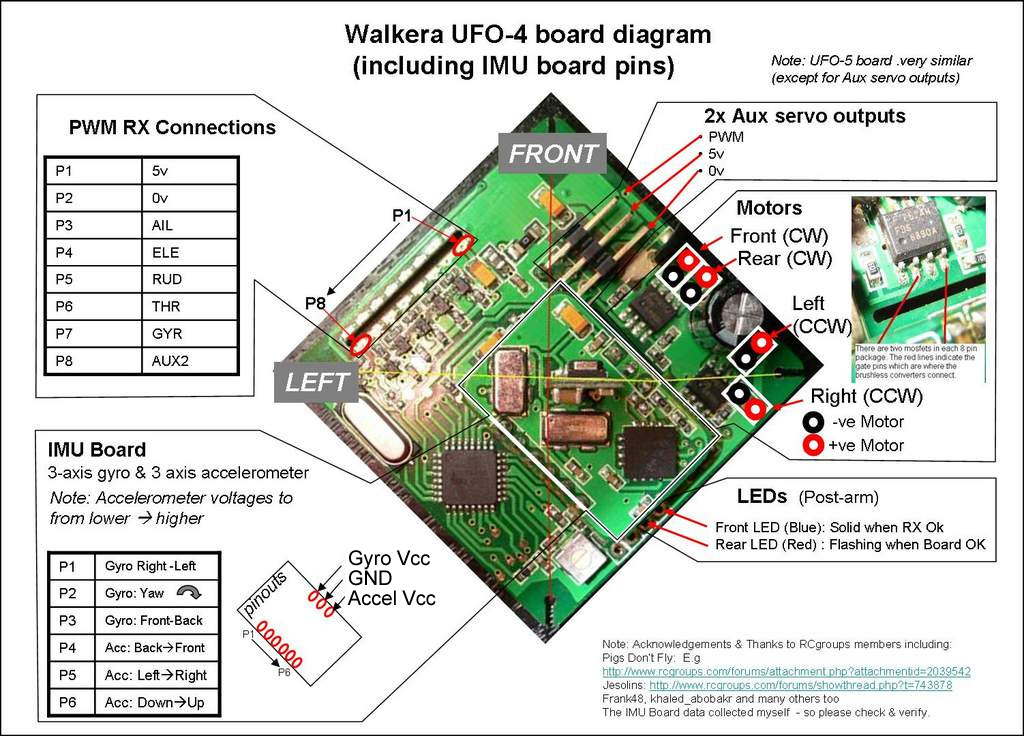 Walkera UFO-4 board diagram
(including IMU board pins)
Note: UFO-5 board .very similar
(except for Aux servo outputs)
PWM RX Connections
P1 5v
P2 0v
P3 AIL
P4 ELE
P5 RUD
P6 THR
P7 GYR
P8 AUX2
P1
P8
FRONT
LEFT
2x Aux servo outputs
PWM
5v
0v
Motors
Front (CW)
Rear (CW)
Left
(CCW)
Right (CCW)
-ve Motor
+ve Motor
FDS
6890A
There are two mosfets in each 8 pin
package. The red lines indicate the
gate pins which are where the
brushless converters connect.
IMU Board
3-axis gyro & 3 axis accelerometer
Note: Accelerometer voltages to
from lower → higher
P1 Gyro Right -Left
P2 Gyro: Yaw
P3 Gyro: Front-Back
P4 Acc: Back→Front
P5 Acc: Left→Right
P6 Acc: Down→Up
pinouts
Gyro Vcc
GND
Accel Vcc
P1
P6
LEDs (Post-arm)
Front LED (Blue): Solid when RX Ok
Rear LED (Red) : Flashing when Board OK
Note: Acknowledgements & Thanks to RCgroups members including:
Pigs Don't Fly: E.g
http://www.rcgroups.com/forums/attachment.php?attachmentid=2039542
Jesolins: http://www.rcgroups.com/forums/showthread.php?t=743878
Frank48, khaled_abobakr and many others too
The IMU Board data collected myself - so please check & verify.